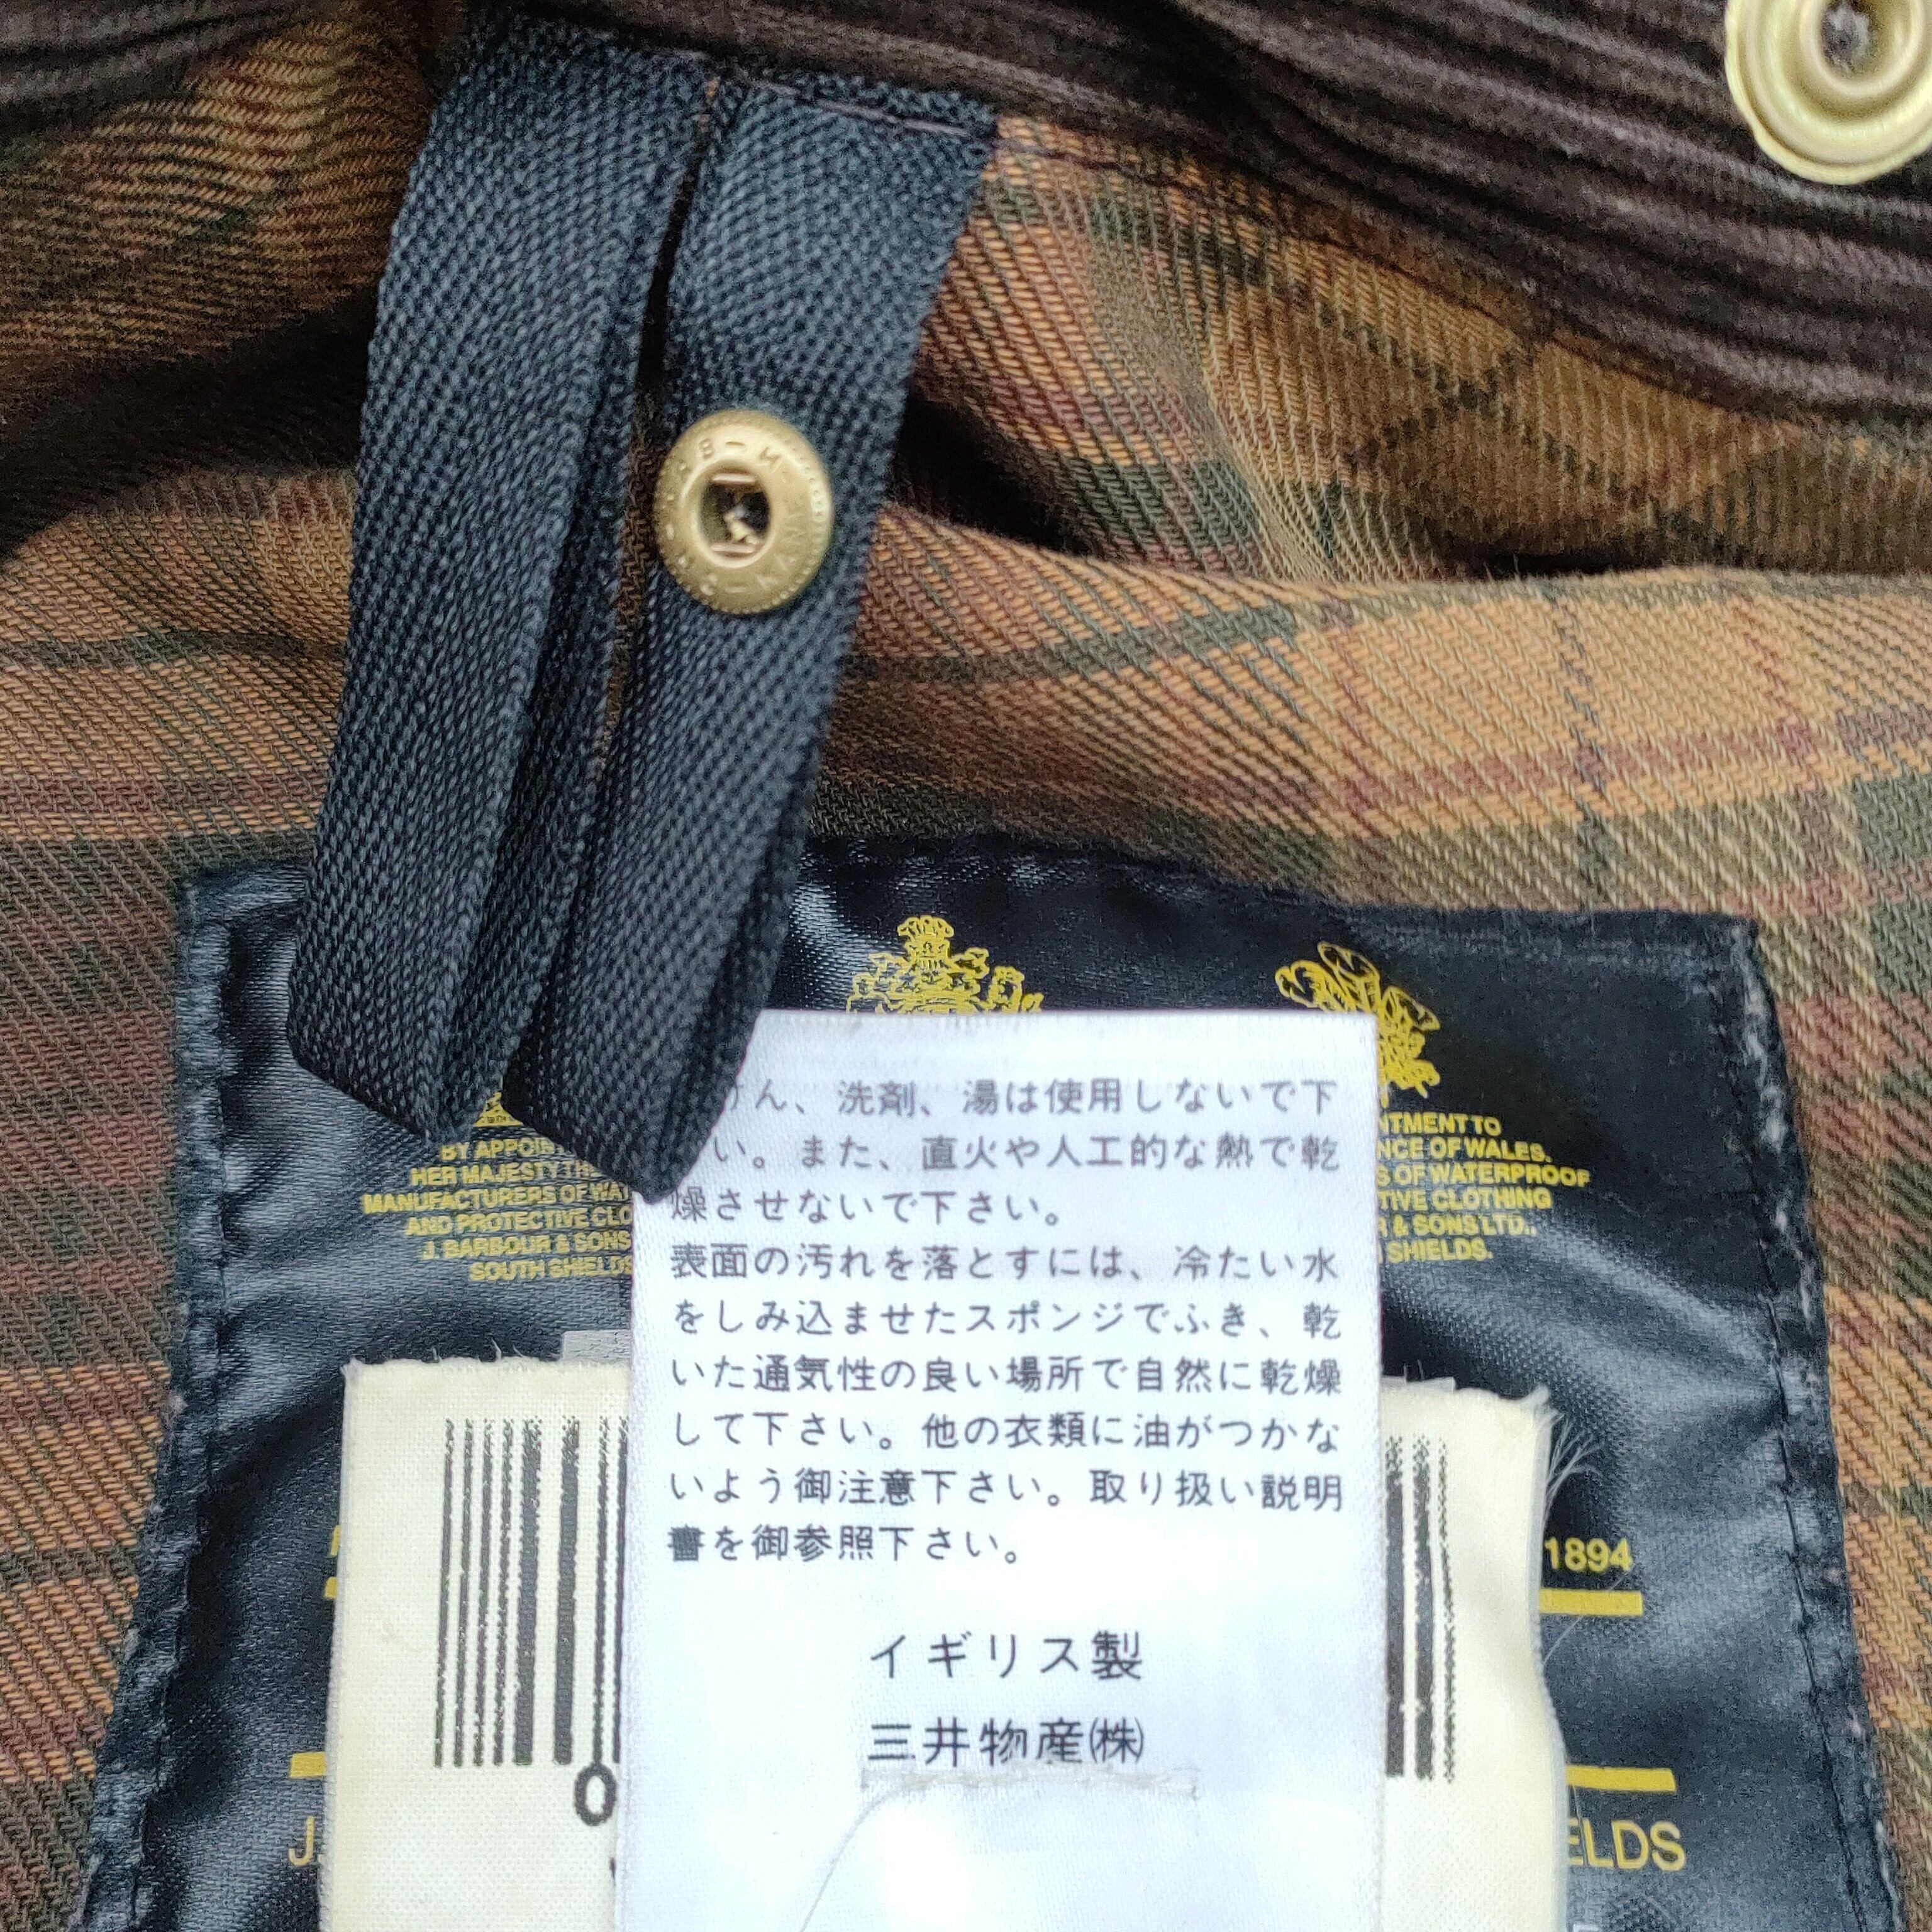 BY APPOIN
HER MAJESTY THE
MANUFACTURERS OF WAT
AND PROTECTIVE CLO
J. BARBOUR & SONS
SOUTH SHIELDS
NTMENT TO
NCE OF WALES.
S OF WATERPROOF
TIVE CLOTHING
R & SONS LTD.,
SHIELDS.
けん、洗剤、湯は使用しないで下
い。また、直火や人工的な熱で乾
燥させないで下さい。
表面の汚れを落とすには、冷たい水
をしみ込ませたスポンジでふき、乾
いた通気性の良い場所で自然に乾燥
して下さい。他の衣類に油がつかな
いよう御注意下さい。取り扱い説明
書を御参照下さい。
イギリス製
三井物産㈱
1894
0
J.
ELDS